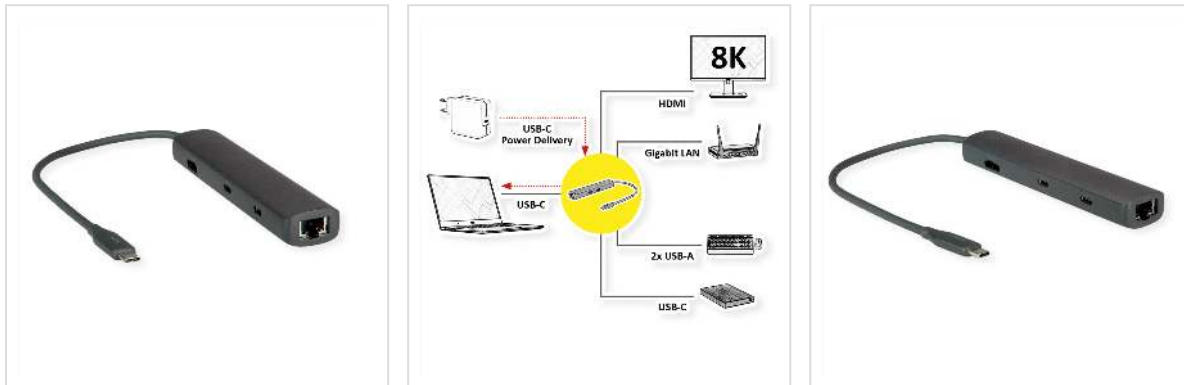 8K
HDMI
USB-C
Power Delivery
Gigabit LAN
USB-C
2x USB-A
USB-C